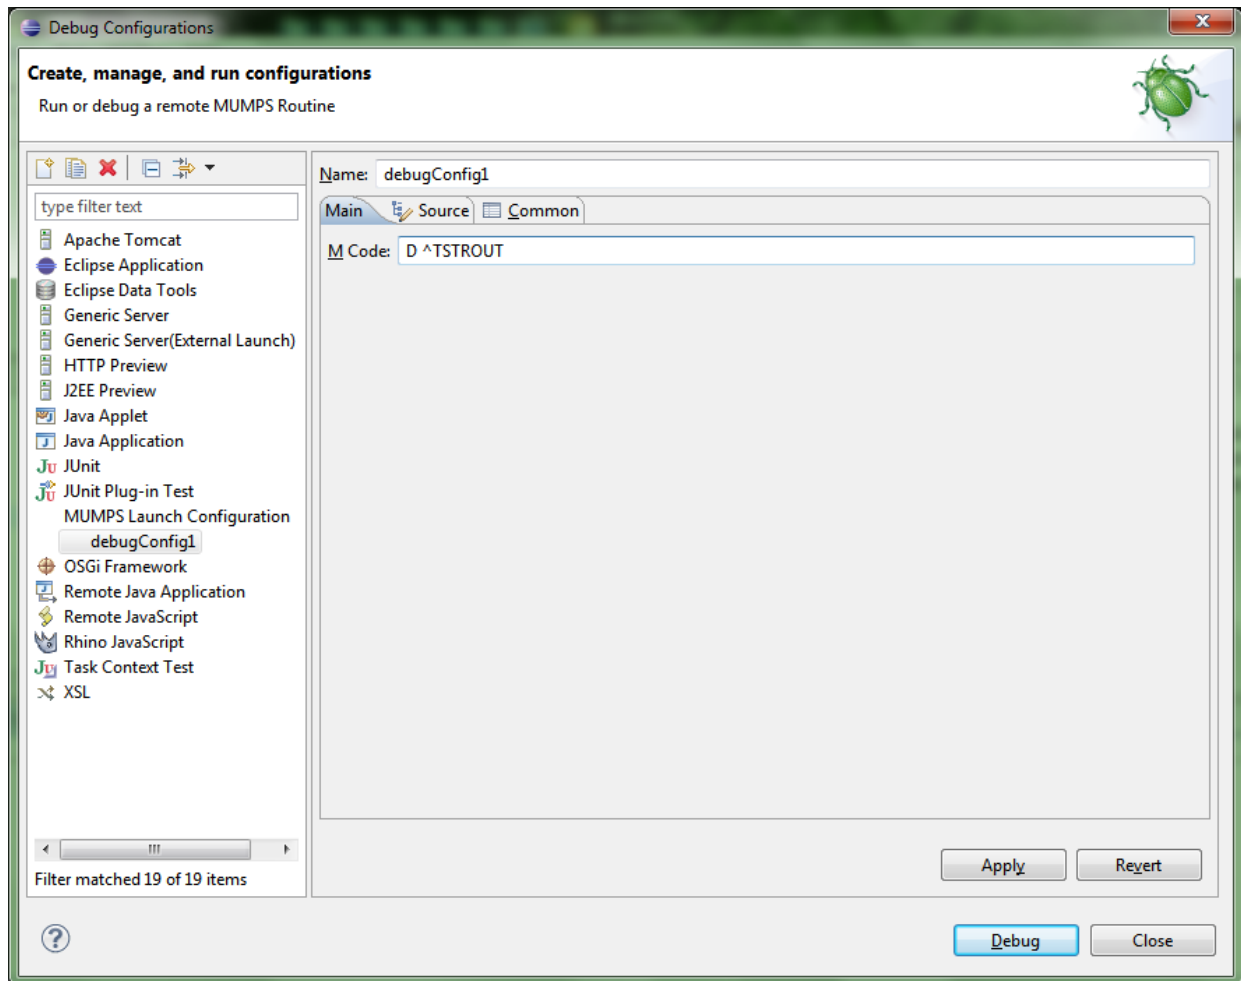 Debug Configurations
Create, manage, and run configurations
Run or debug a remote MUMPS Routine
type filter text
Apache Tomcat
Eclipse Application
Eclipse Data Tools
Generic Server
Generic Server(External Launch)
HTTP Preview
J2EE Preview
Java Applet
Java Application
JUnit
JUnit Plug-in Test
MUMPS Launch Configuration
debugConfig1
OSGi Framework
Remote Java Application
Remote JavaScript
Rhino JavaScript
Task Context Test
XSL
Filter matched 19 of 19 items
Name: debugConfig1
Main Source Common
M Code: D ^TSTROUT
Apply Revert
Debug Close